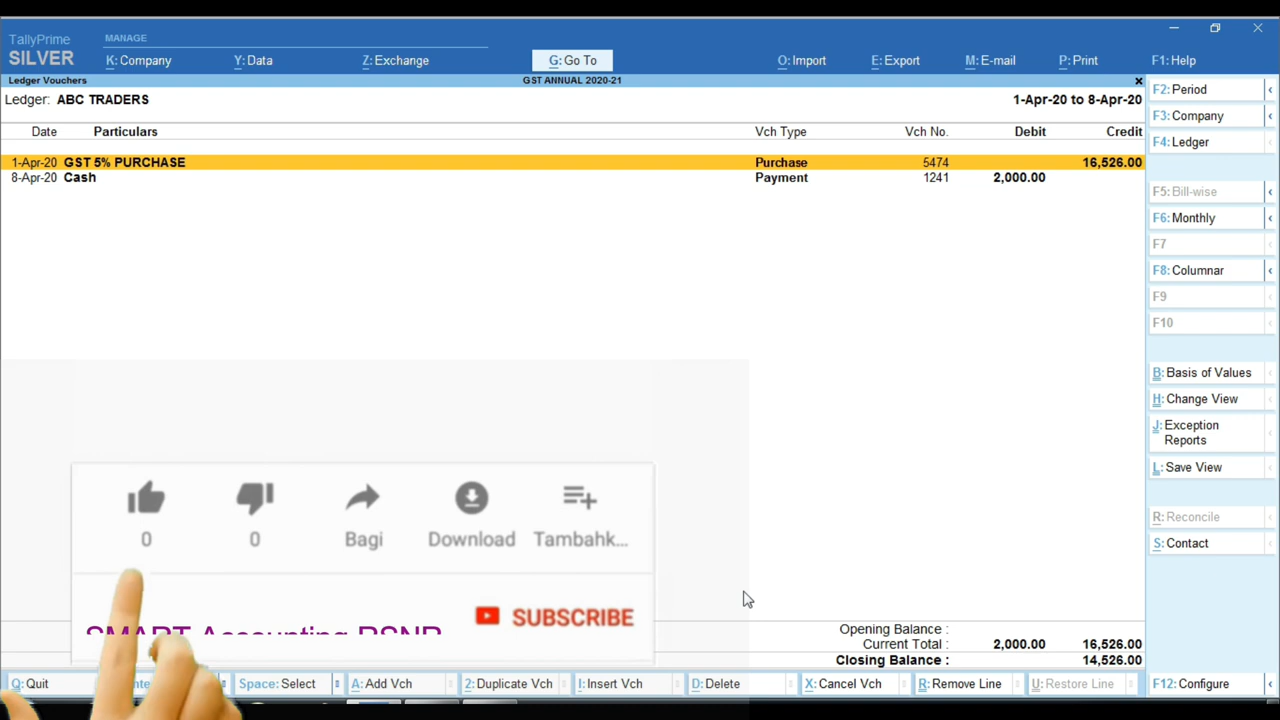 TallyPrime
SILVER
MANAGE
K: Company
Y: Data
Z: Exchange
G: Go To
O: Import
E: Export
M: E-mail
P: Print
F1: Help
Ledger Vouchers
GST ANNUAL 2020-21
Ledger: ABC TRADERS
1-Apr-20 to 8-Apr-20
Date Particulars Vch Type Vch No. Debit Credit
1-Apr-20 GST 5% PURCHASE Purchase 5474 16,526.00
8-Apr-20 Cash Payment 1241 2,000.00
F2: Period
F3: Company
F4: Ledger
F5: Bill-wise
F6: Monthly
F7
F8: Columnar
F9
F10
B: Basis of Values
H: Change View
J: Exception
Reports
L: Save View
R: Reconcile
S: Contact
0 0 Bagi Download Tambahk...
SUBSCRIBE
SMART Accounting RSNR
Opening Balance :
Current Total : 2,000.00 16,526.00
Closing Balance : 14,526.00
Q: Quit
Space: Select
A: Add Vch
2: Duplicate Vch
I: Insert Vch
D: Delete
X: Cancel Vch
R: Remove Line
U: Restore Line
F12: Configure